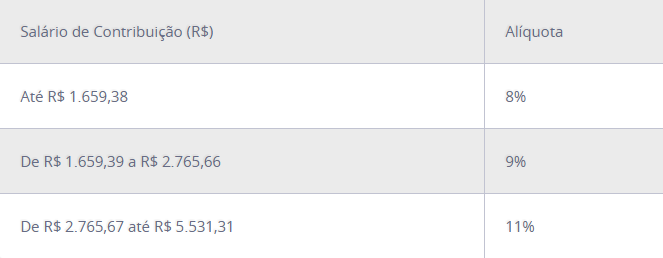 Salário de Contribuição (R$) Alíquota
Até R$ 1.659,38 8%
De R$ 1.659,39 a R$ 2.765,66 9%
De R$ 2.765,67 até R$ 5.531,31 11%